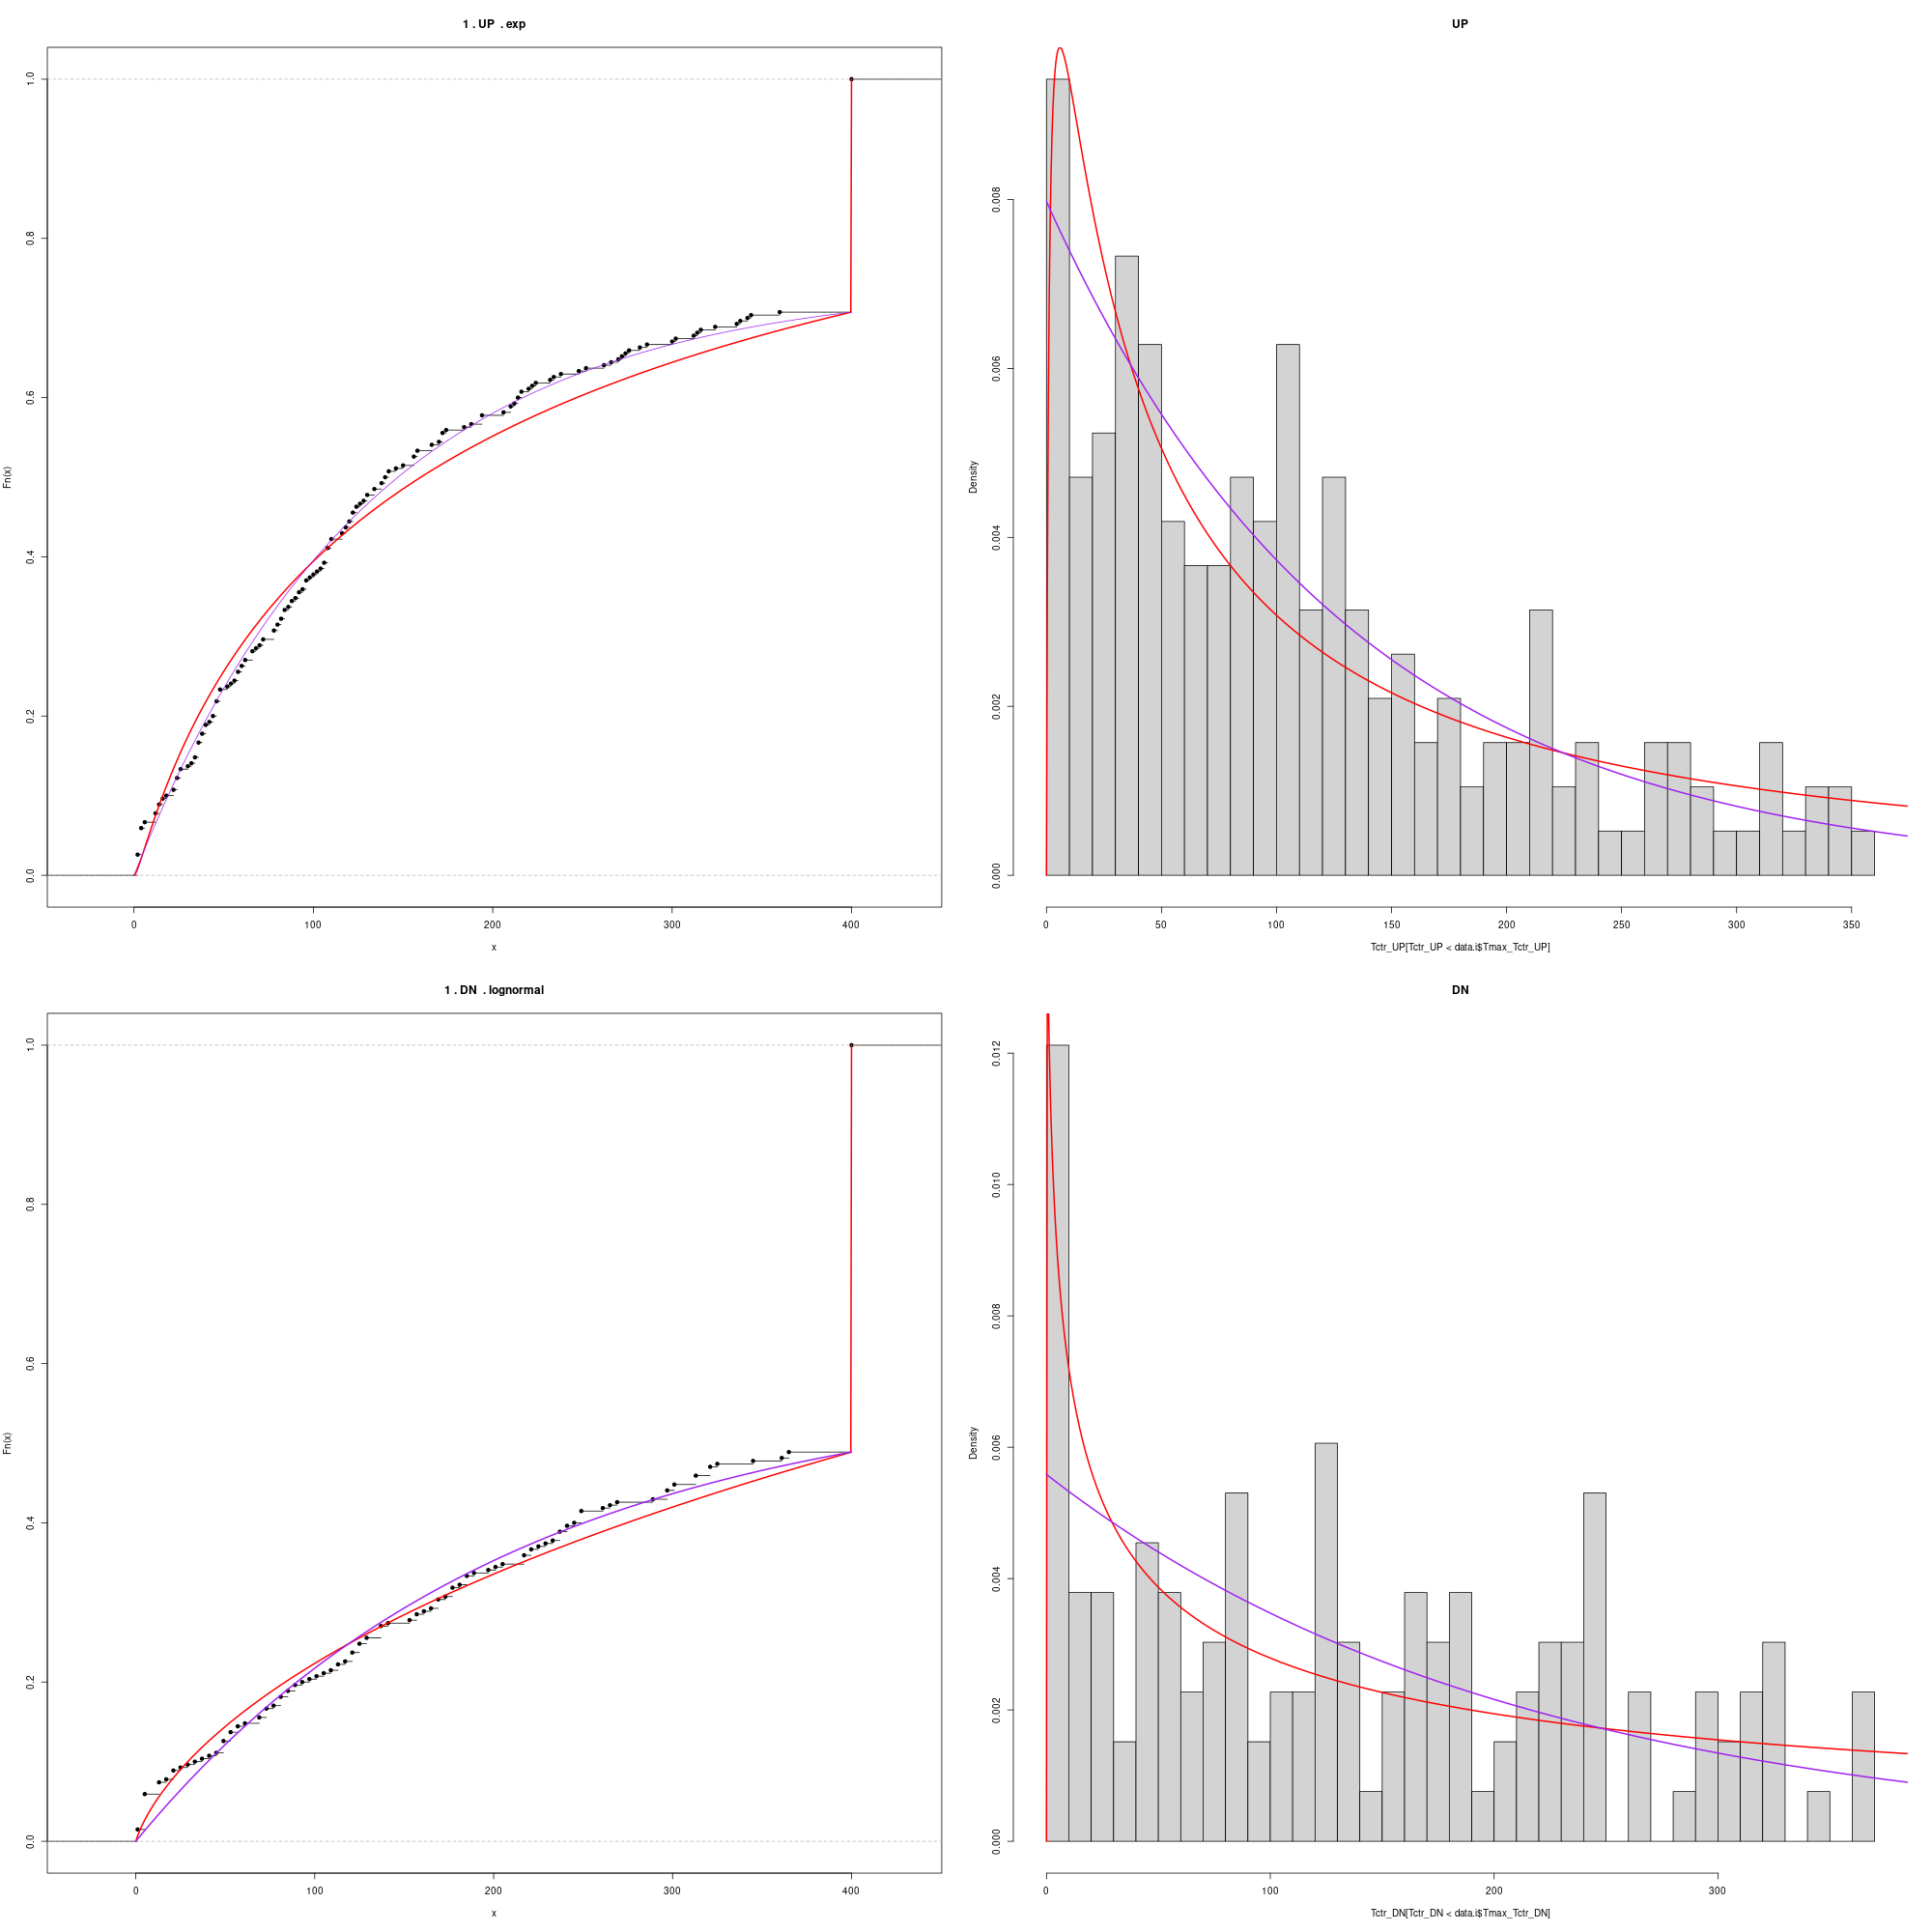 1 . UP . exp
1.0
0.8
0.6
0.4
0.2
0.0
Fn(x)
0 100 200 300 400
x
UP
0.008
0.006
0.004
0.002
0.000
Density
0 50 100 150 200 250 300 350
Tctr_UP[Tctr_UP < data.i$Tmax_Tctr_UP]
1 . DN . lognormal
1.0
0.8
0.6
0.4
0.2
0.0
Fn(x)
0 100 200 300 400
x
DN
0.012
0.010
0.008
0.006
0.004
0.002
0.000
Density
0 100 200 300
Tctr_DN[Tctr_DN < data.i$Tmax_Tctr_DN]